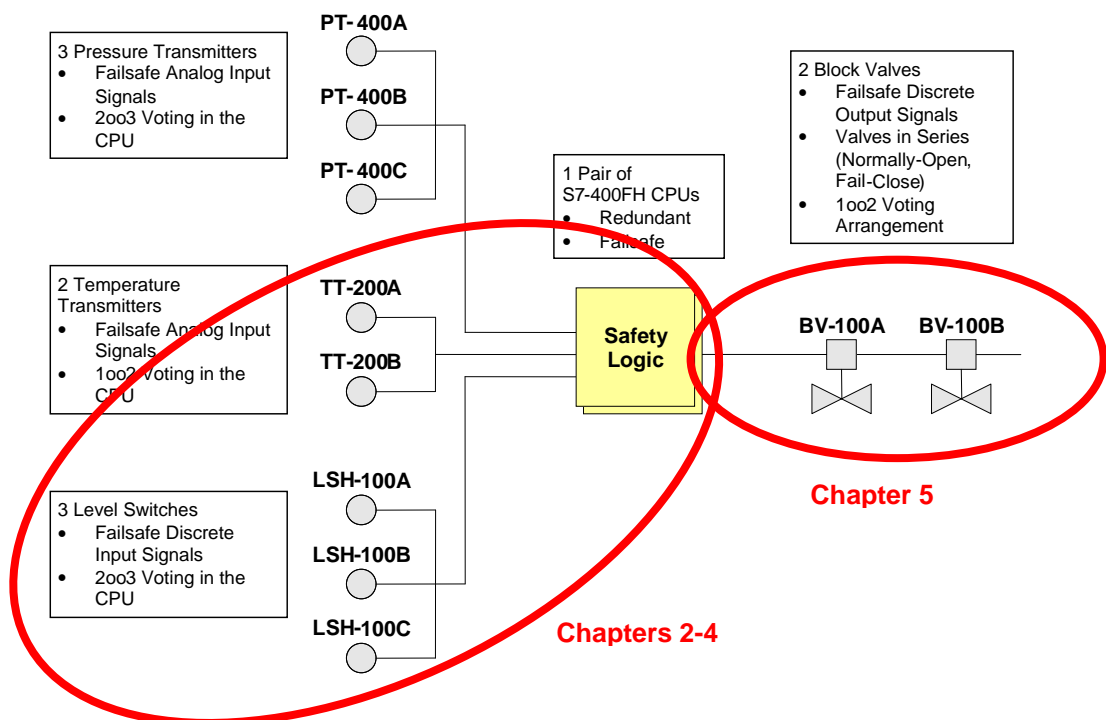 PT-400A
3 Pressure Transmitters
• Failsafe Analog Input
Signals
• 2oo3 Voting in the
CPU
PT-400B
PT-400C
2 Block Valves
• Failsafe Discrete
Output Signals
• Valves in Series
(Normally-Open,
Fail-Close)
• 1oo2 Voting
Arrangement
1 Pair of
S7-400FH CPUs
• Redundant
• Failsafe
2 Temperature
Transmitters
• Failsafe Analog Input
Signals
• 1oo2 Voting in the
CPU
TT-200A
TT-200B
Safety
Logic
BV-100A
BV-100B
3 Level Switches
• Failsafe Discrete
Input Signals
• 2oo3 Voting in the
CPU
LSH-100A
LSH-100B
LSH-100C
Chapter 5
Chapters 2-4